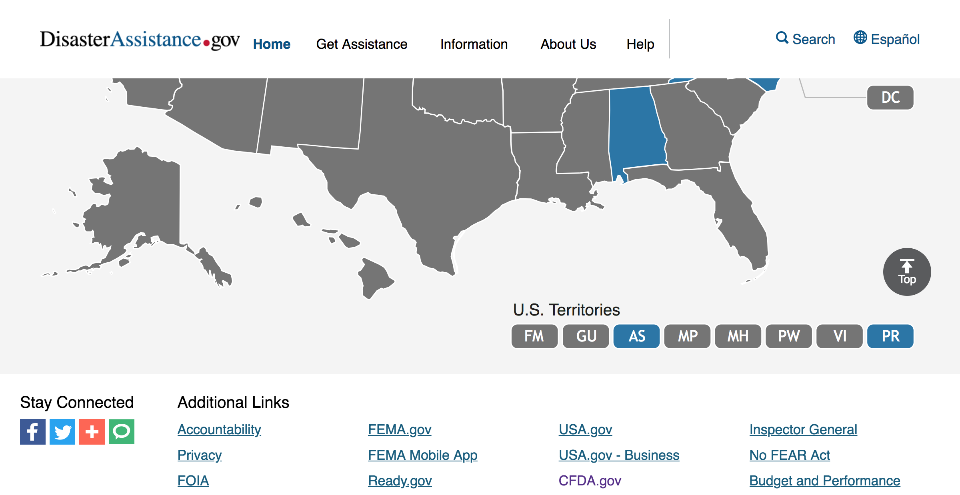 DisasterAssistance.gov Home Get Assistance Information About Us Help Search Español
DC
Top
U.S. Territories
FM GU AS MP MH PW VI PR
Stay Connected Additional Links
Accountability FEMA.gov USA.gov Inspector General
Privacy FEMA Mobile App USA.gov - Business No FEAR Act
FOIA Ready.gov CFDA.gov Budget and Performance